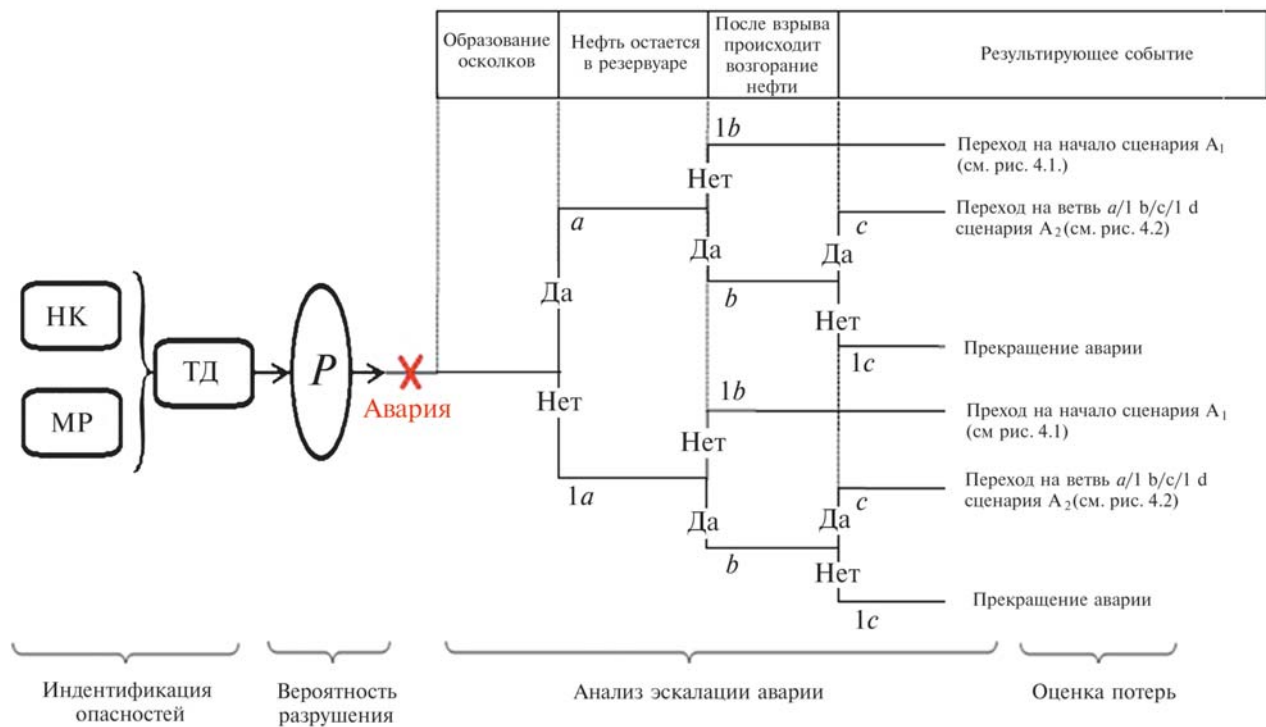 Образование
осколков
Нефть остается
в резервуаре
После взрыва
происходит
возгорание
нефти
Результирующее событие
1b
Переход на начало сценария A₁
(см. рис. 4.1.)
Нет
a
c
Переход на ветвь a/1 b/c/1 d
сценария A₂(см. рис. 4.2)
Да
Да
Да
b
НК
Нет
ТД
P
1c
Прекращение аварии
Авария
Нет
МР
1b
Преход на начало сценария A₁
(см рис. 4.1)
Нет
1a
c
Переход на ветвь a/1 b/c/1 d
сценария A₂(см. рис. 4.2)
Да
Да
b
Нет
1c
Прекращение аварии
Индентификация
опасностей
Вероятность
разрушения
Анализ эскалации аварии
Оценка потерь